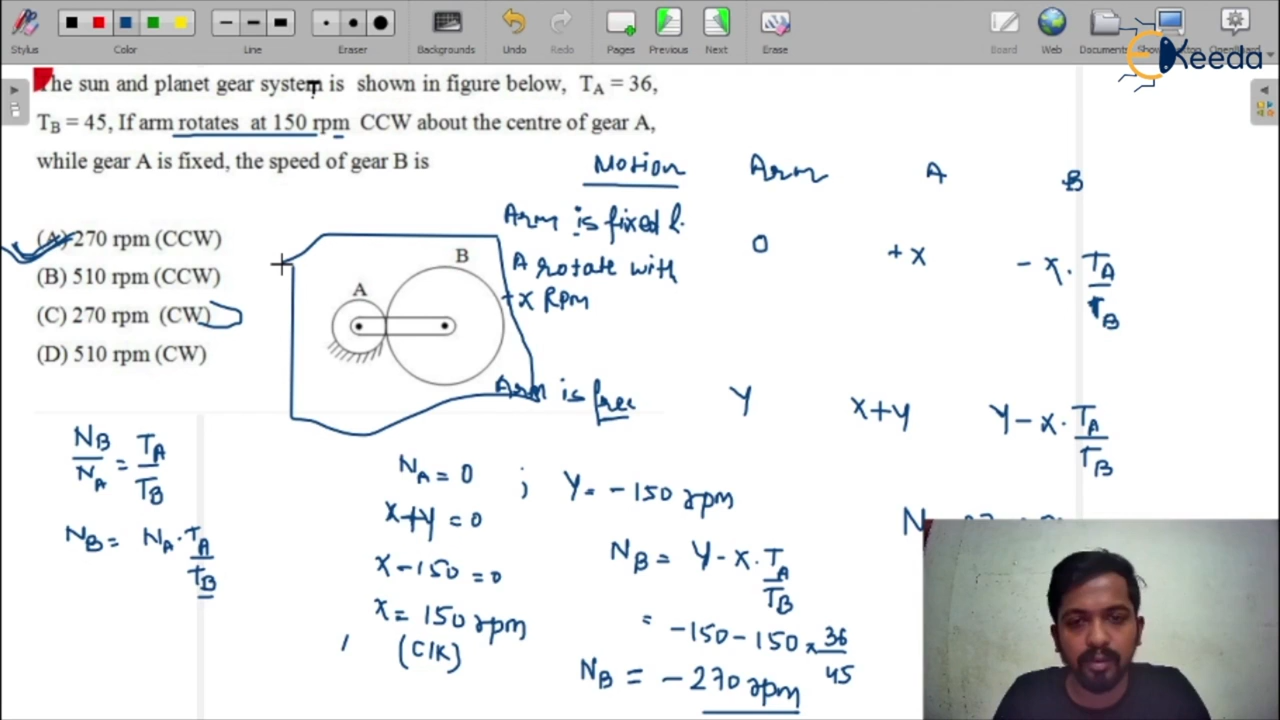 Stylus
Color
Line
Eraser
Backgrounds
Undo
Redo
Pages
Previous
Next
Erase
Board
Web
Documents
Show Desktop
OpenBoard
Keeda
The sun and planet gear system is shown in figure below, TA = 36,
TB = 45, If arm rotates at 150 rpm CCW about the centre of gear A,
while gear A is fixed, the speed of gear B is
(A) 270 rpm (CCW)
(B) 510 rpm (CCW)
(C) 270 rpm (CW)
(D) 510 rpm (CW)
A
B
Motion Arm A B
Arm is fixed &
A rotate with
+x Rpm
0 +x -x. TA/TB
Arm is free y x+y y-x. TA/TB
NB/NA = TA/TB
NB = NA. TA/TB
NA = 0 ; y = -150 rpm
x+y = 0
x-150 = 0
x = 150 rpm
(Clk)
NB = y-x. TA/TB
= -150-150 x 36/45
NB = -270 rpm